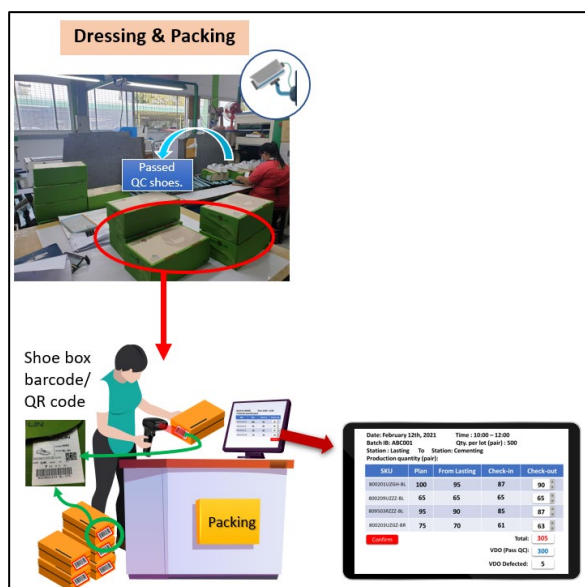 Dressing & Packing
Passed
QC shoes.
Shoe box
barcode/
QR code
Packing
Date: February 12th, 2021 Time : 10:00 – 12:00
Batch IB: ABC001 Qty. per lot (pair) : 500
Station : Lasting To Station: Cementing
Production quantity (pair):
SKU Plan From Lasting Check-in Check-out
100 95 87 90
65 65 65 65
95 90 85 87
75 70 61 63
Confirm Total: 305
VDO (Pass QC): 300
VDO Defected: 5